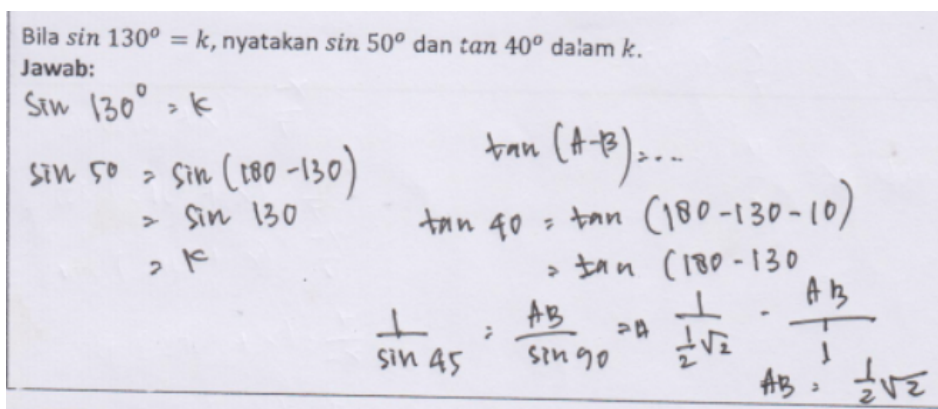 Bila sin 130° = k, nyatakan sin 50° dan tan 40° dalam k.
Jawab:
Sin 130° = k
sin 50 = sin (180 - 130)
= sin 130
= k
tan (A-B) = ...
tan 40 = tan (180 - 130 - 10)
= tan (180 - 130
1/sin 45 = AB/sin 90 => 1/(1/2 √2) = AB/1
AB = 1/2 √2